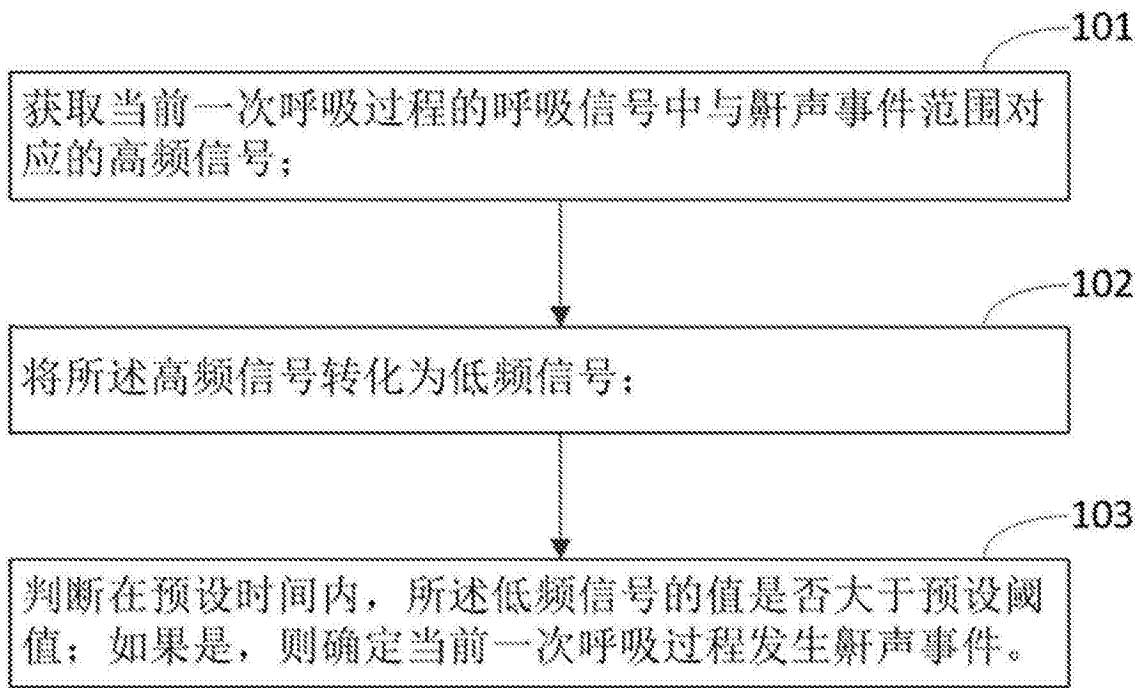 101
获取当前一次呼吸过程的呼吸信号中与鼾声事件范围对
应的高频信号；
102
将所述高频信号转化为低频信号；
103
判断在预设时间内，所述低频信号的值是否大于预设阈
值；如果是，则确定当前一次呼吸过程发生鼾声事件。